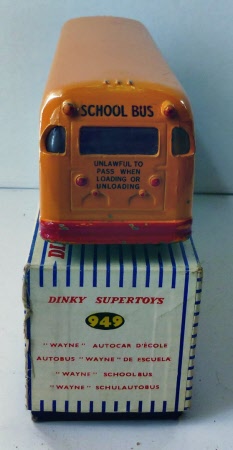 SCHOOL BUS
UNLAWFUL TO
PASS WHEN
LOADING OR
UNLOADING
DINKY SUPERTOYS
949
"WAYNE" AUTOCAR D'ECOLE
AUTOBUS "WAYNE" DE ESCUELA
"WAYNE" SCHOOLBUS
"WAYNE" SCHULAUTOBUS